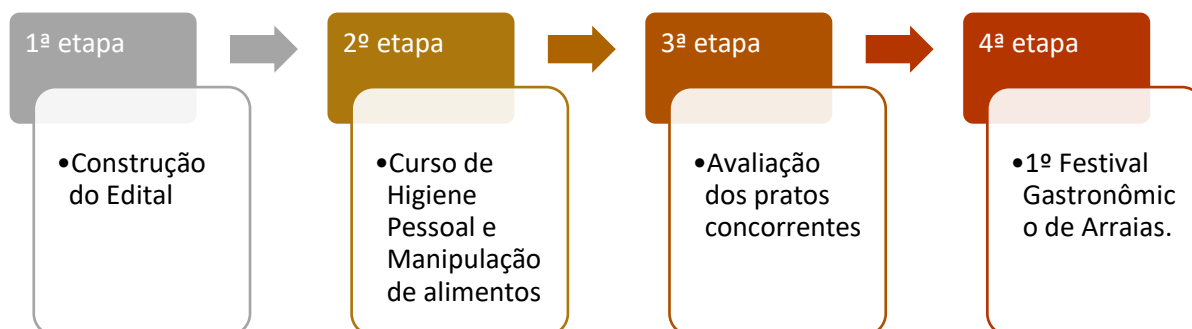 1ª etapa
•Construção
do Edital
2º etapa
•Curso de
Higiene
Pessoal e
Manipulação
de alimentos
3ª etapa
•Avaliação
dos pratos
concorrentes
4ª etapa
•1º Festival
Gastronômic
o de Arraias.